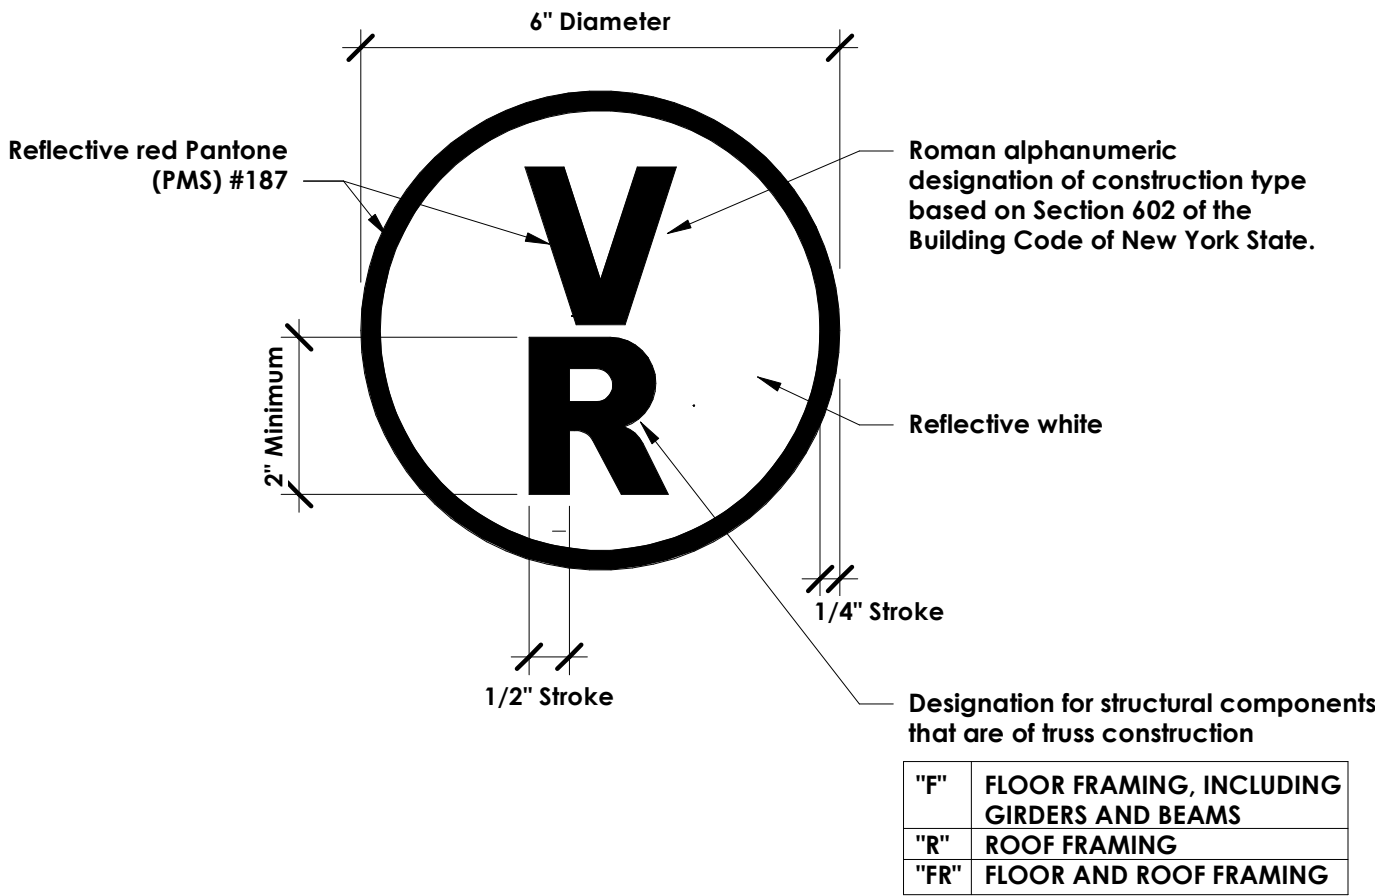 6" Diameter
Reflective red Pantone
(PMS) #187
Roman alphanumeric
designation of construction type
based on Section 602 of the
Building Code of New York State.
V
R
2" Minimum
Reflective white
1/4" Stroke
1/2" Stroke
Designation for structural components
that are of truss construction
"F" FLOOR FRAMING, INCLUDING
GIRDERS AND BEAMS
"R" ROOF FRAMING
"FR" FLOOR AND ROOF FRAMING